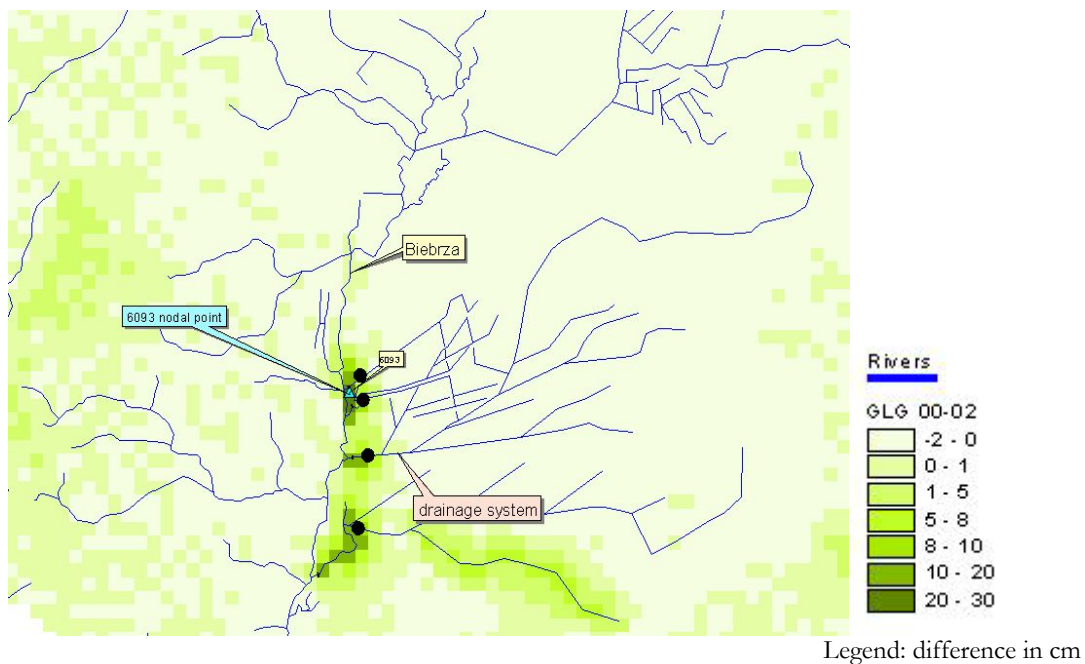 Biebrza
6093 nodal point
6093
drainage system
Rivers
GLG 00-02
-2 - 0
0 - 1
1 - 5
5 - 8
8 - 10
10 - 20
20 - 30
Legend: difference in cm